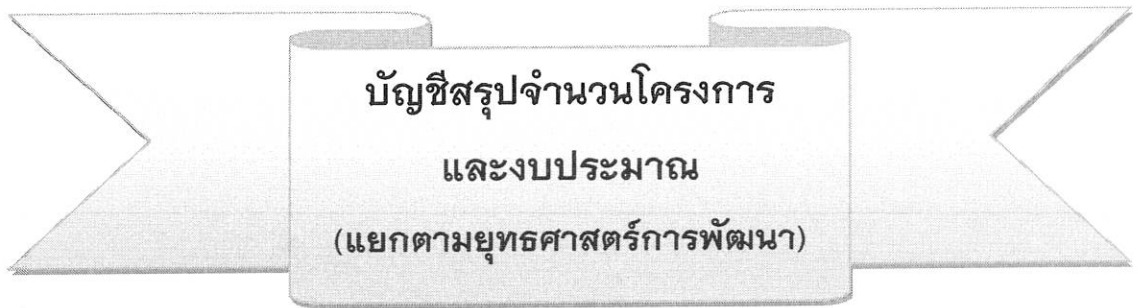 บัญชีสรุปจำนวนโครงการ
และงบประมาณ
(แยกตามยุทธศาสตร์การพัฒนา)